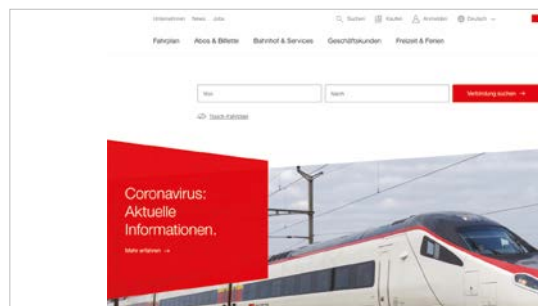 Unternehmen News Jobs
Suchen Kaufen Anmelden Deutsch
Fahrplan Abos & Billette Bahnhof & Services Geschäftskunden Freizeit & Ferien
Von
Nach
Verbindung suchen →
Touch-Fahrplan
Coronavirus:
Aktuelle
Informationen.
Mehr erfahren →